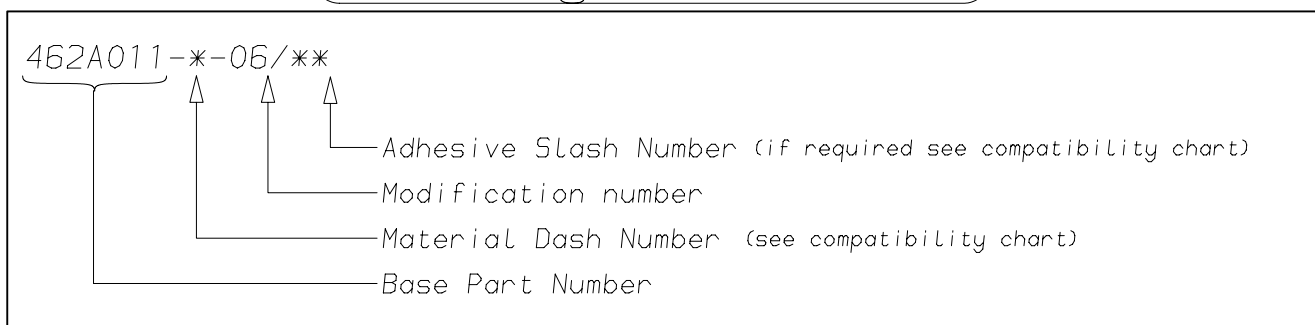 462A011-*-06/**
Adhesive Slash Number (if required see compatibility chart)
Modification number
Material Dash Number (see compatibility chart)
Base Part Number